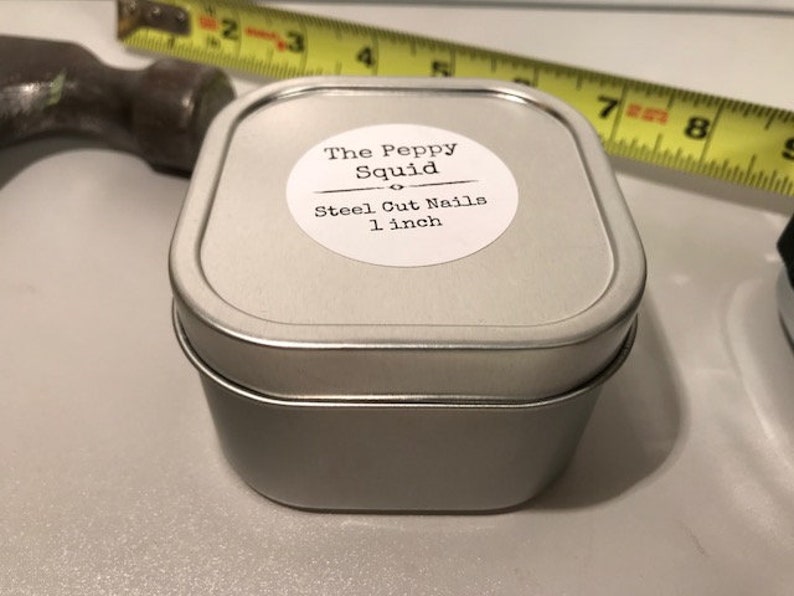 The Peppy
Squid
Steel Cut Nails
1 inch
2 3 4 5 6 7 8 9